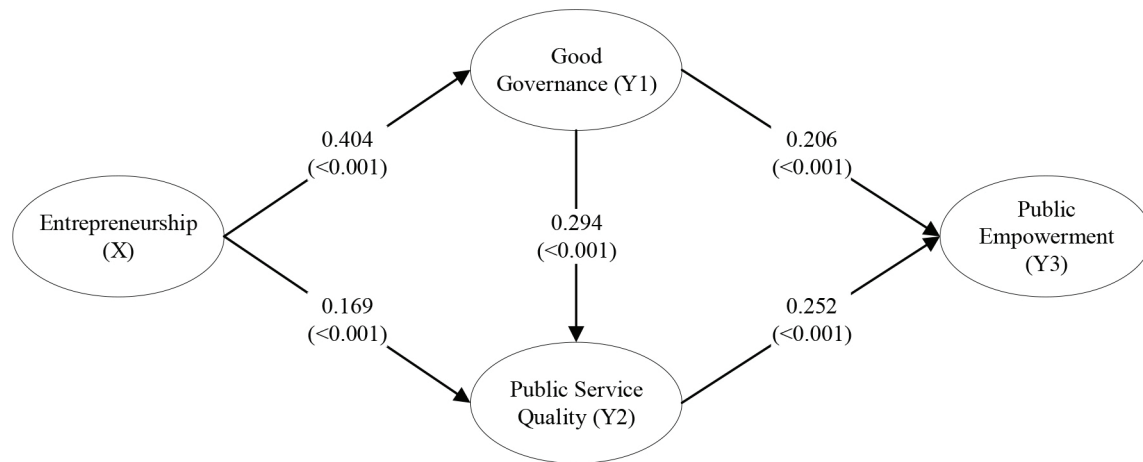 Good
Governance (Y1)
0.404
(<0.001)
0.206
(<0.001)
Entrepreneurship
(X)
0.294
(<0.001)
Public
Empowerment
(Y3)
0.169
(<0.001)
0.252
(<0.001)
Public Service
Quality (Y2)